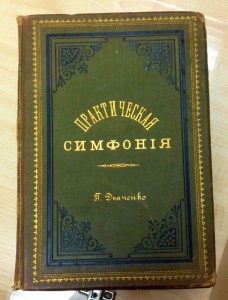 ПРАКТИЧЕСКАЯ
СИМФОНІЯ
Г. Дьяченко